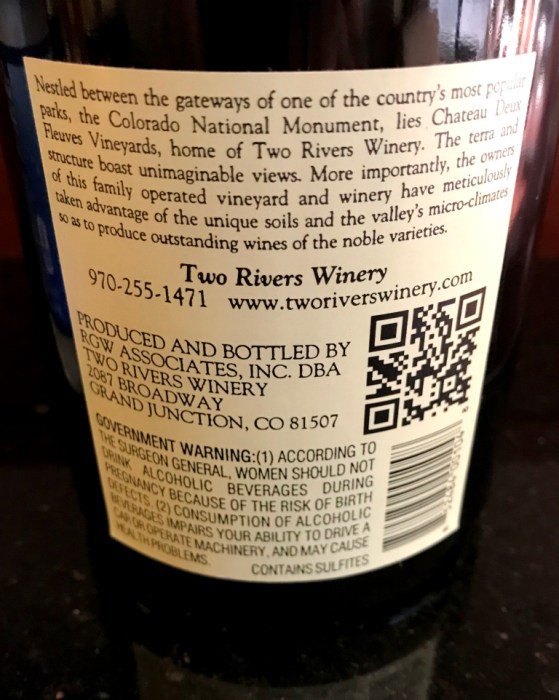 Nestled between the gateways of one of the country's most popular
parks, the Colorado National Monument, lies Chateau Deux
Fleuves Vineyards, home of Two Rivers Winery. The terra and
structure boast unimaginable views. More importantly, the owners
of this family operated vineyard and winery have meticulously
taken advantage of the unique soils and the valley's micro-climates
so as to produce outstanding wines of the noble varieties.
Two Rivers Winery
970-255-1471 www.tworiverswinery.com
PRODUCED AND BOTTLED BY
RGW ASSOCIATES, INC. DBA
TWO RIVERS WINERY
2087 BROADWAY
GRAND JUNCTION, CO 81507
GOVERNMENT WARNING:(1) ACCORDING TO
THE SURGEON GENERAL, WOMEN SHOULD NOT
DRINK ALCOHOLIC BEVERAGES DURING
PREGNANCY BECAUSE OF THE RISK OF BIRTH
DEFECTS. (2) CONSUMPTION OF ALCOHOLIC
BEVERAGES IMPAIRS YOUR ABILITY TO DRIVE A
CAR OR OPERATE MACHINERY, AND MAY CAUSE
HEALTH PROBLEMS.
CONTAINS SULFITES